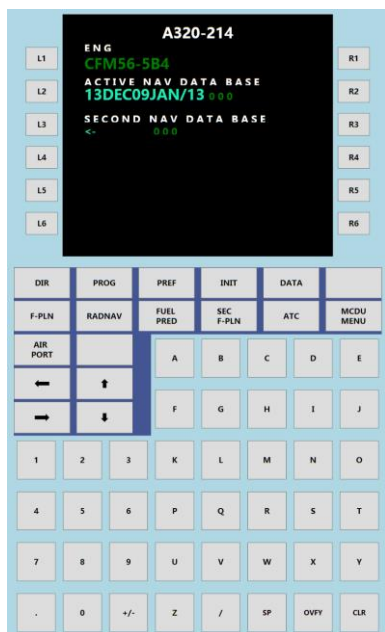 A320-214
ENG
CFM56-5B4
ACTIVE NAV DATA BASE
13DEC09JAN/13 000
SECOND NAV DATA BASE
<- 000
L1 R1
L2 R2
L3 R3
L4 R4
L5 R5
L6 R6
DIR PROG PREF INIT DATA
F-PLN RADNAV FUEL PRED SEC F-PLN ATC MCDU MENU
AIR PORT
← ↑
→ ↓
A B C D E
F G H I J
1 2 3 K L M N O
4 5 6 P Q R S T
7 8 9 U V W X Y
. 0 +/- Z / SP OVFY CLR